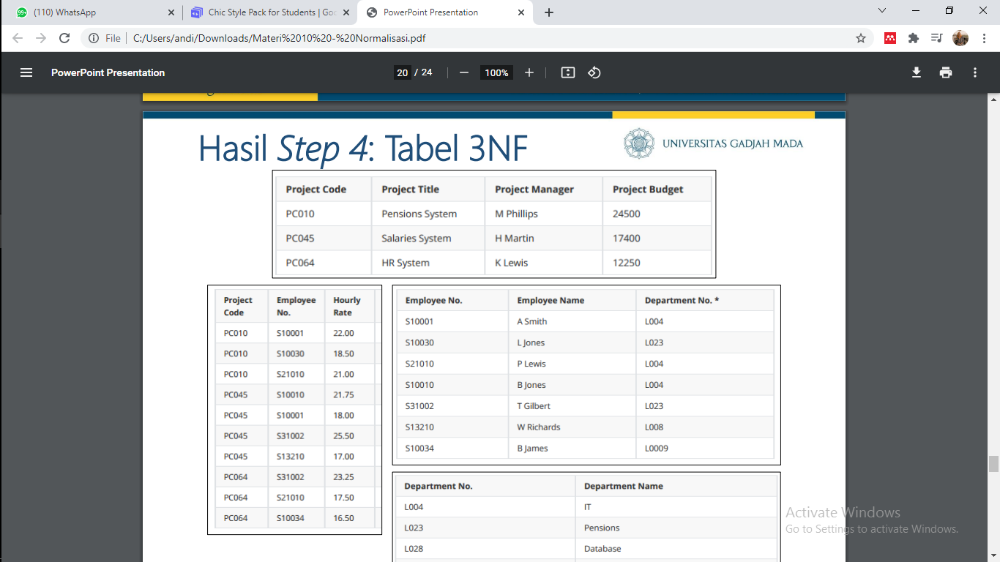 99+ (110) WhatsApp
Chic Style Pack for Students | Goo
PowerPoint Presentation
File C:/Users/andi/Downloads/Materi%2010%20-%20Normalisasi.pdf
PowerPoint Presentation
20 / 24
100%
Hasil Step 4: Tabel 3NF
UNIVERSITAS GADJAH MADA
Project Code Project Title Project Manager Project Budget
PC010 Pensions System M Phillips 24500
PC045 Salaries System H Martin 17400
PC064 HR System K Lewis 12250
Project Code Employee No. Hourly Rate
PC010 S10001 22.00
PC010 S10030 18.50
PC010 S21010 21.00
PC045 S10010 21.75
PC045 S10001 18.00
PC045 S31002 25.50
PC045 S13210 17.00
PC064 S31002 23.25
PC064 S21010 17.50
PC064 S10034 16.50
Employee No. Employee Name Department No. *
S10001 A Smith L004
S10030 L Jones L023
S21010 P Lewis L004
S10010 B Jones L004
S31002 T Gilbert L023
S13210 W Richards L008
S10034 B James L0009
Department No. Department Name
L004 IT
L023 Pensions
L028 Database
Activate Windows
Go to Settings to activate Windows.